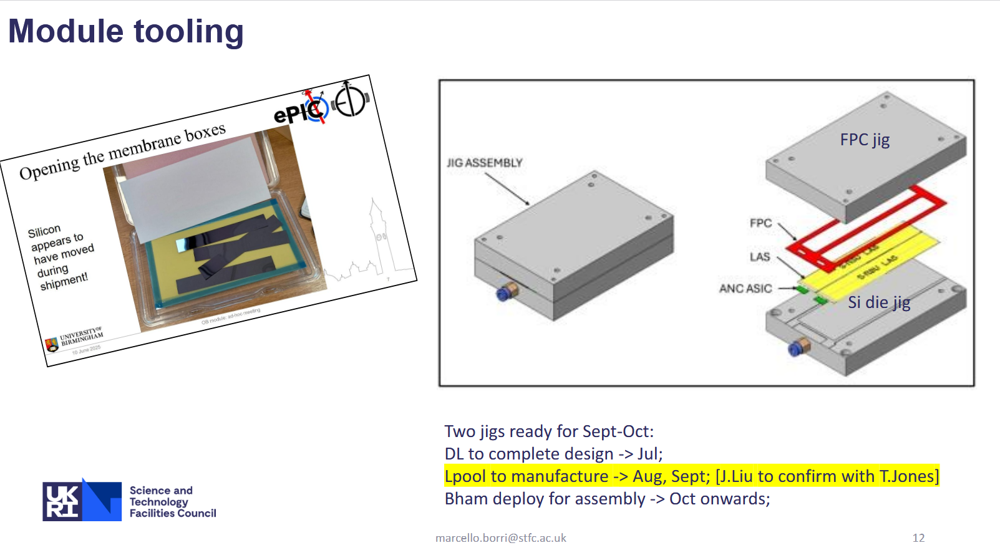 Module tooling
ePIC
Opening the membrane boxes
Silicon
appears to
have moved
during
shipment!
UNIVERSITY OF
BIRMINGHAM
10 June 2025
OB module: ad-hoc meeting
7
JIG ASSEMBLY
FPC jig
FPC
LAS
ANC ASIC
5-RSU LAS
Si die jig
Two jigs ready for Sept-Oct:
DL to complete design -> Jul;
Lpool to manufacture -> Aug, Sept; [J.Liu to confirm with T.Jones]
Bham deploy for assembly -> Oct onwards;
UK
RI
Science and
Technology
Facilities Council
marcello.borri@stfc.ac.uk
12